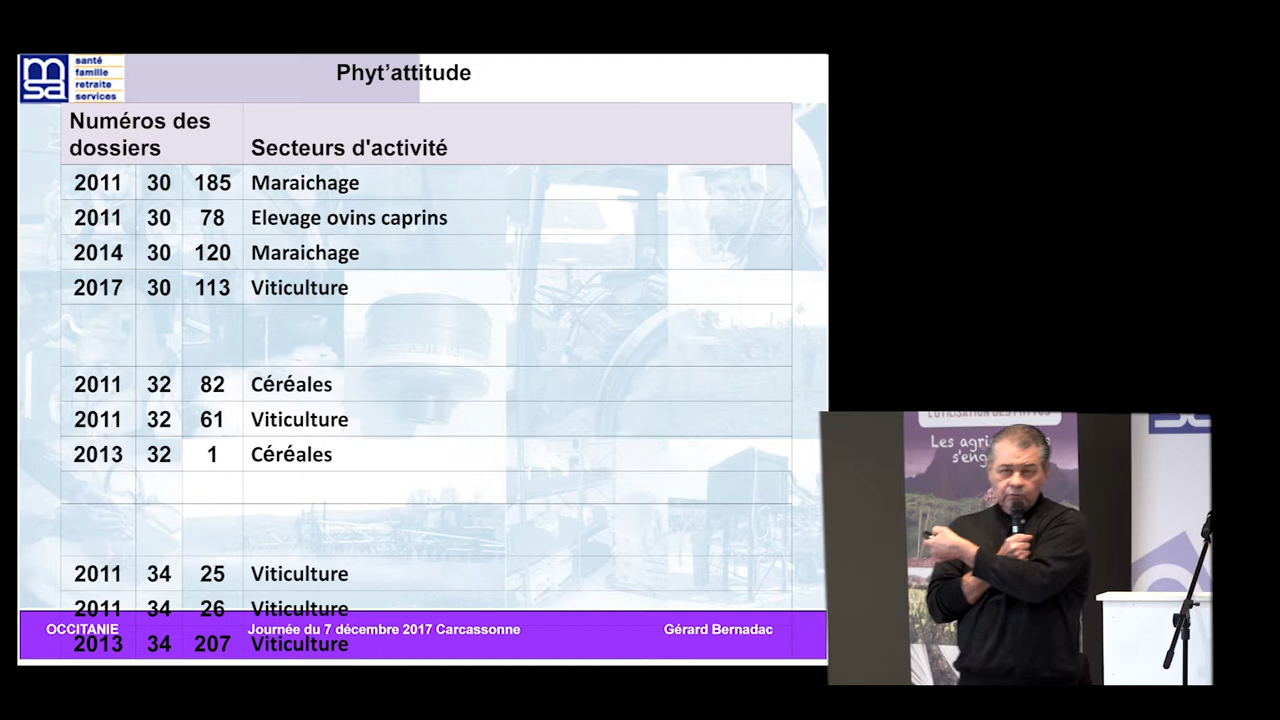 msa
santé
famille
retraite
services
Phyt'attitude
Numéros des
dossiers
Secteurs d'activité
2011 30 185 Maraichage
2011 30 78 Elevage ovins caprins
2014 30 120 Maraichage
2017 30 113 Viticulture
2011 32 82 Céréales
2011 32 61 Viticulture
2013 32 1 Céréales
2011 34 25 Viticulture
2011 34 26 Viticulture
OCCITANIE Journée du 7 décembre 2017 Carcassonne Gérard Bernadac
2013 34 207 Viticulture
L'UTILISATION DES PHYTOS
Les